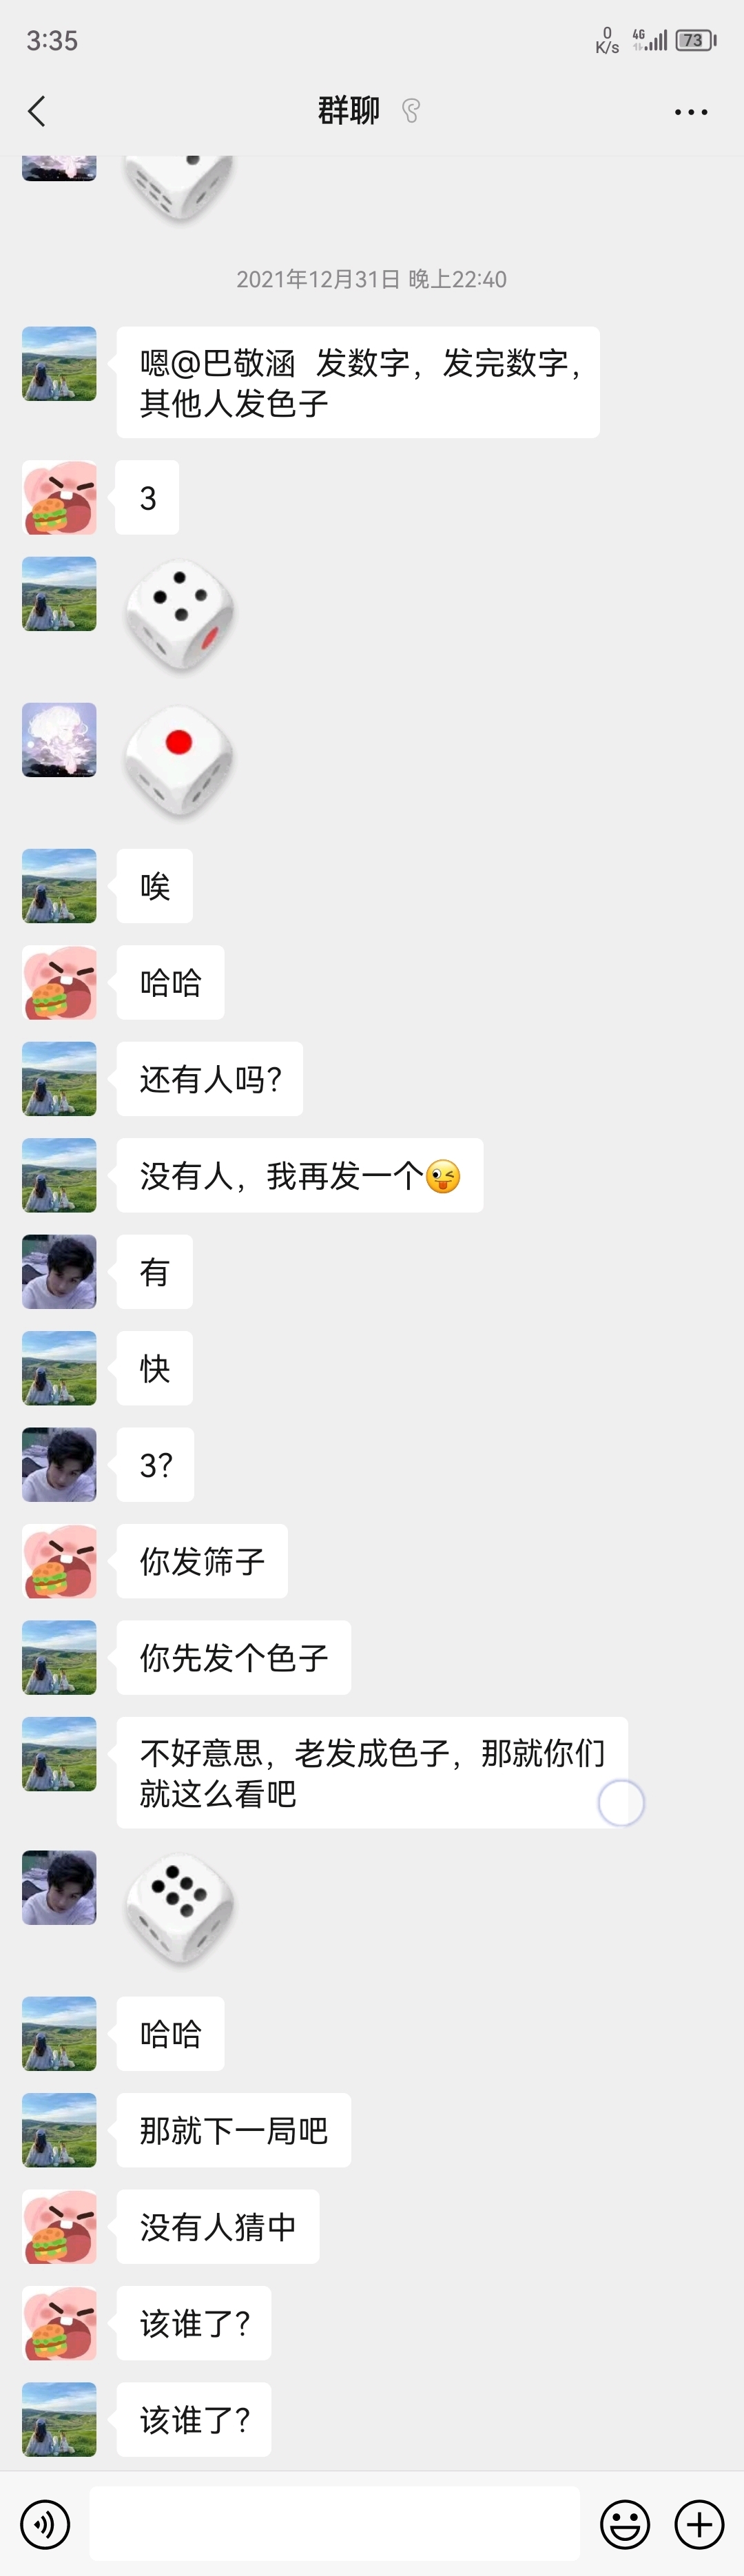 3:35
0
K/s
4G
73
群聊
2021年12月31日 晚上22:40
嗯@巴敬涵 发数字，发完数字，
其他人发色子
3
唉
哈哈
还有人吗？
没有人，我再发一个😜
有
快
3？
你发筛子
你先发个色子
不好意思，老发成色子，那就你们
就这么看吧
哈哈
那就下一局吧
没有人猜中
该谁了？
该谁了？